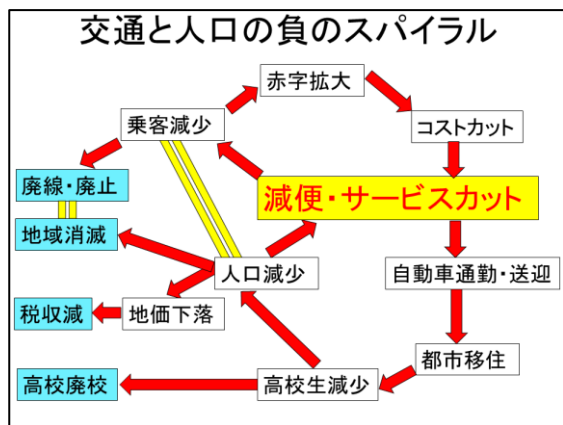 交通と人口の負のスパイラル
赤字拡大
乗客減少
コストカット
廃線・廃止
減便・サービスカット
地域消滅
人口減少
自動車通勤・送迎
税収減
地価下落
都市移住
高校廃校
高校生減少